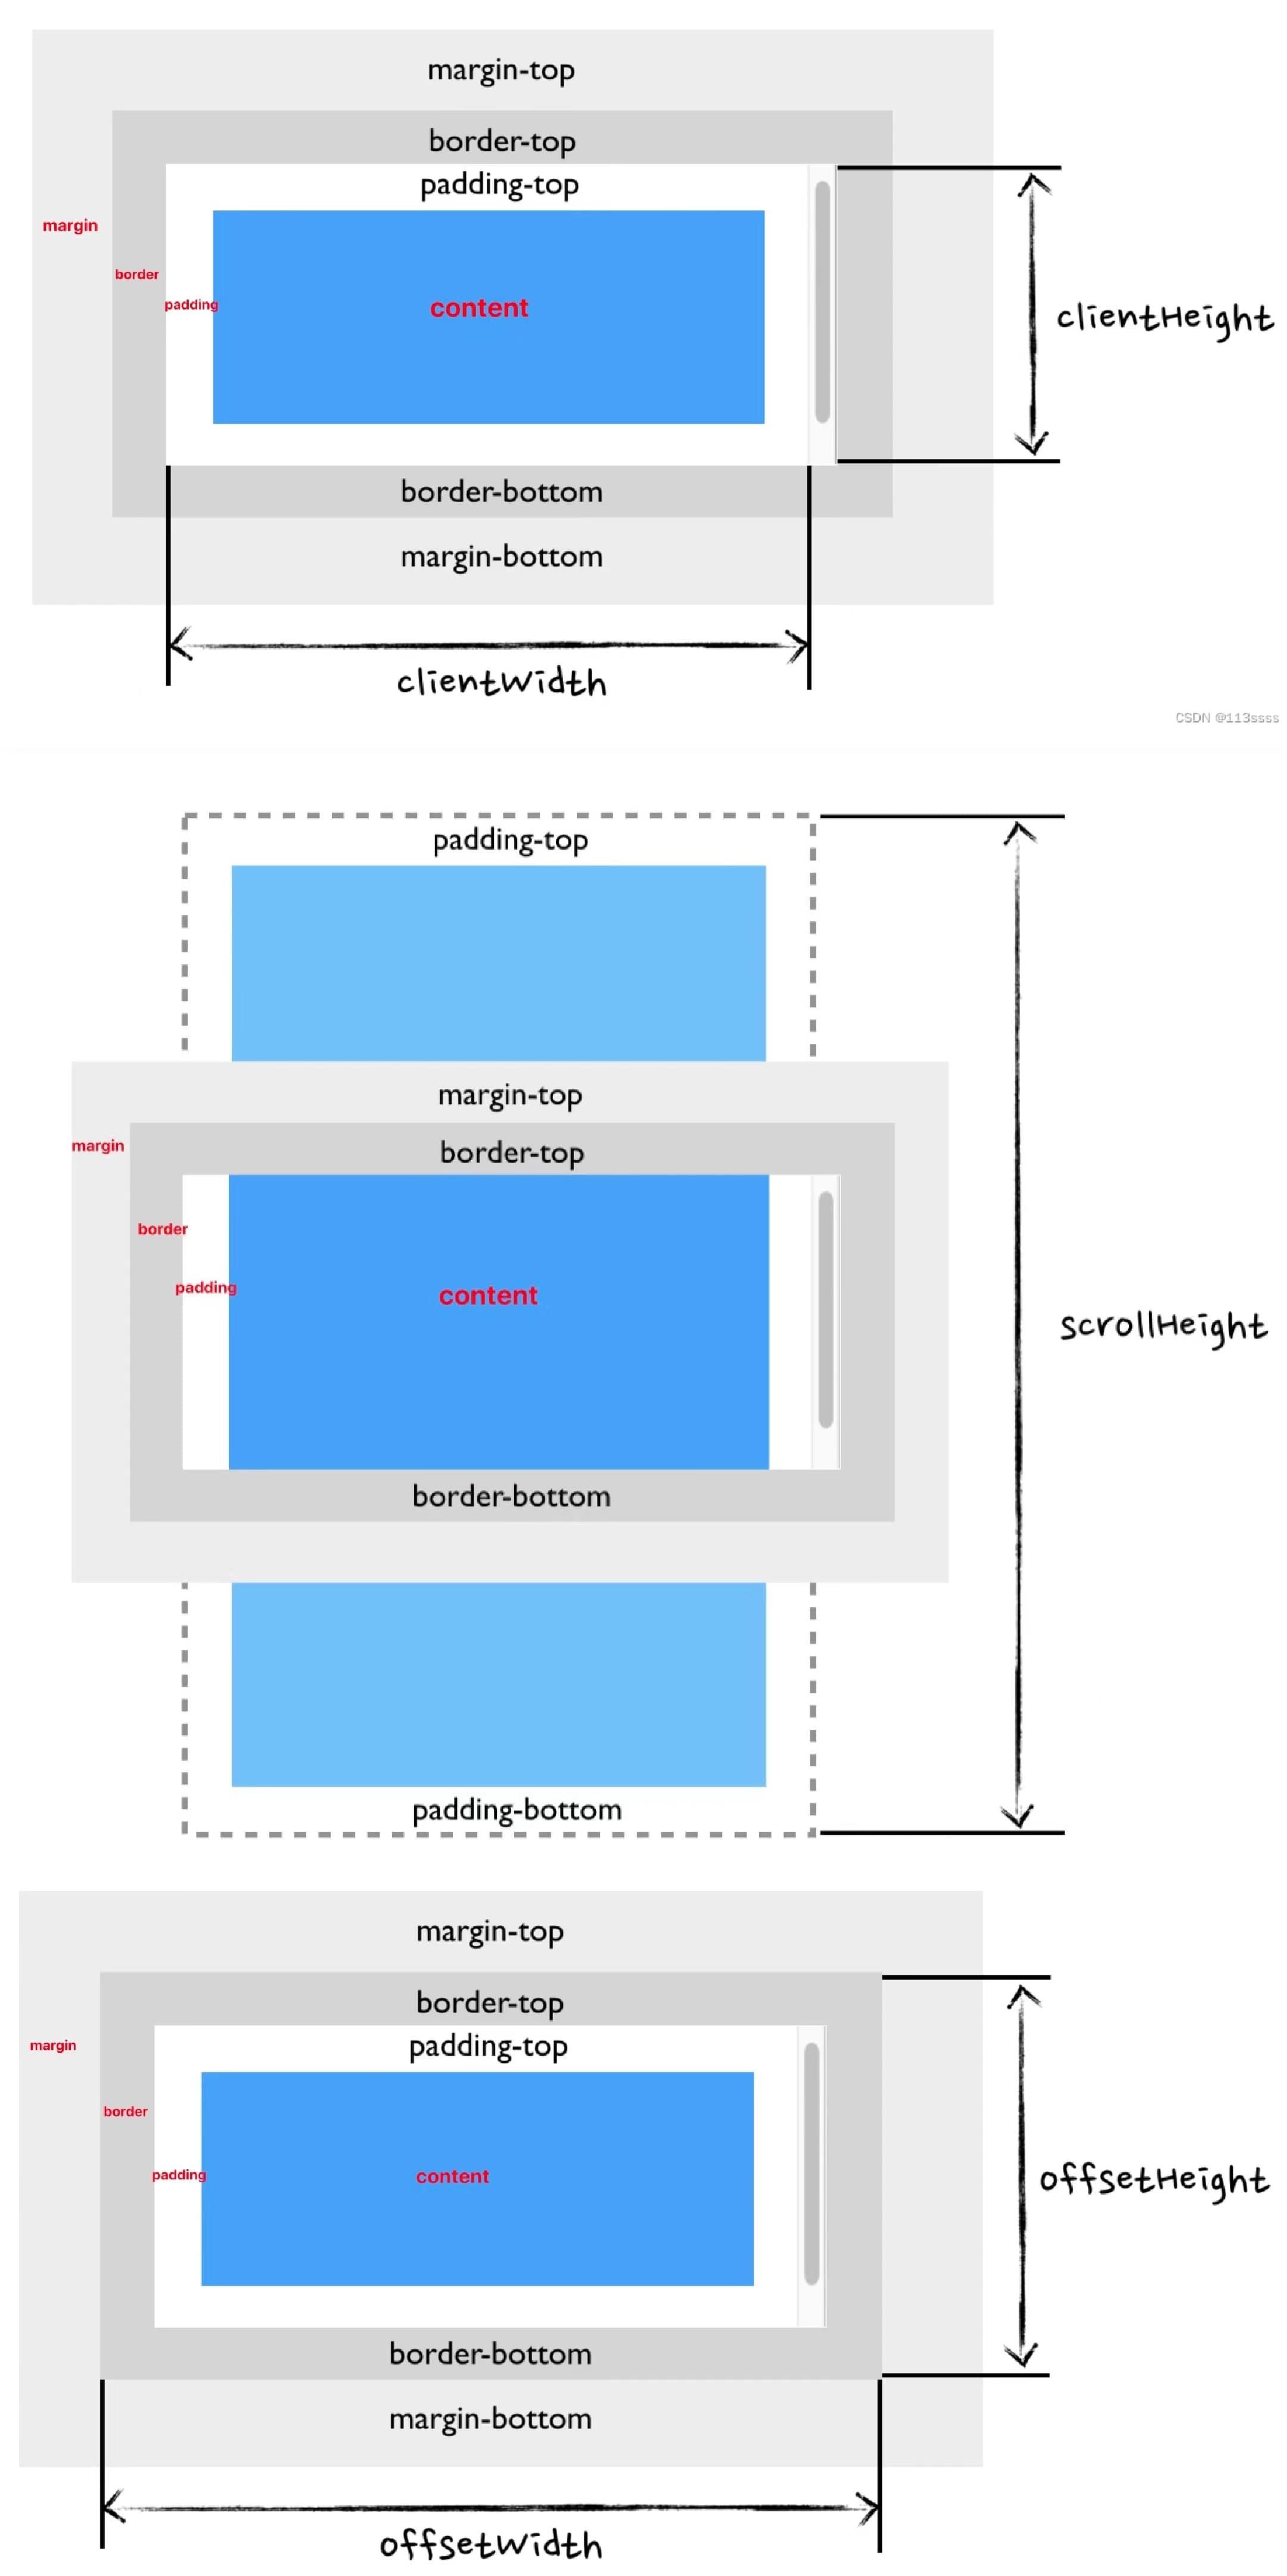 margin-top
border-top
padding-top
margin
border
padding
content
clientHeight
border-bottom
margin-bottom
clientWidth
CSDN @113ssss
padding-top
margin-top
margin
border-top
border
padding
content
scrollHeight
border-bottom
padding-bottom
margin-top
border-top
margin
padding-top
border
padding
content
offsetHeight
border-bottom
margin-bottom
offsetWidth